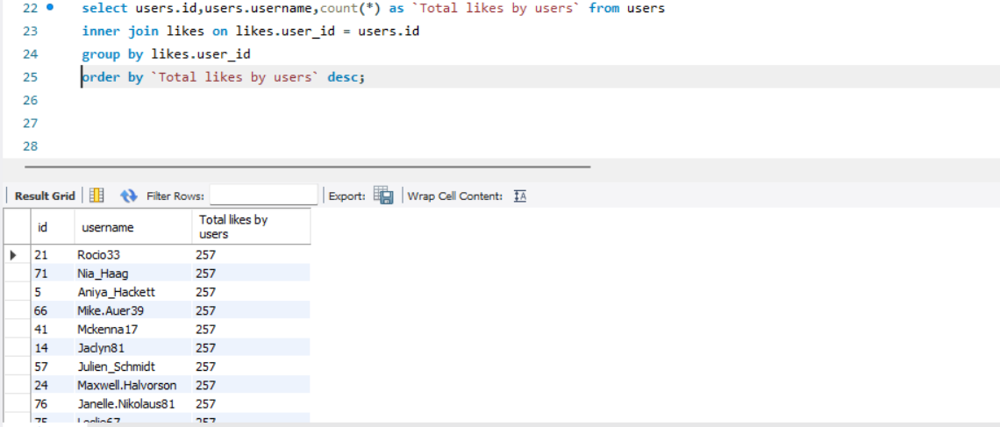 22 select users.id,users.username,count(*) as `Total likes by users` from users
23 inner join likes on likes.user_id = users.id
24 group by likes.user_id
25 order by `Total likes by users` desc;
26
27
28
Result Grid Filter Rows: Export: Wrap Cell Content: IA
id username Total likes by
users
21 Rocio33 257
71 Nia_Haag 257
5 Aniya_Hackett 257
66 Mike.Auer39 257
41 Mckenna17 257
14 Jaclyn81 257
57 Julien_Schmidt 257
24 Maxwell.Halvorson 257
76 Janelle.Nikolaus81 257
75 Leslie67 257